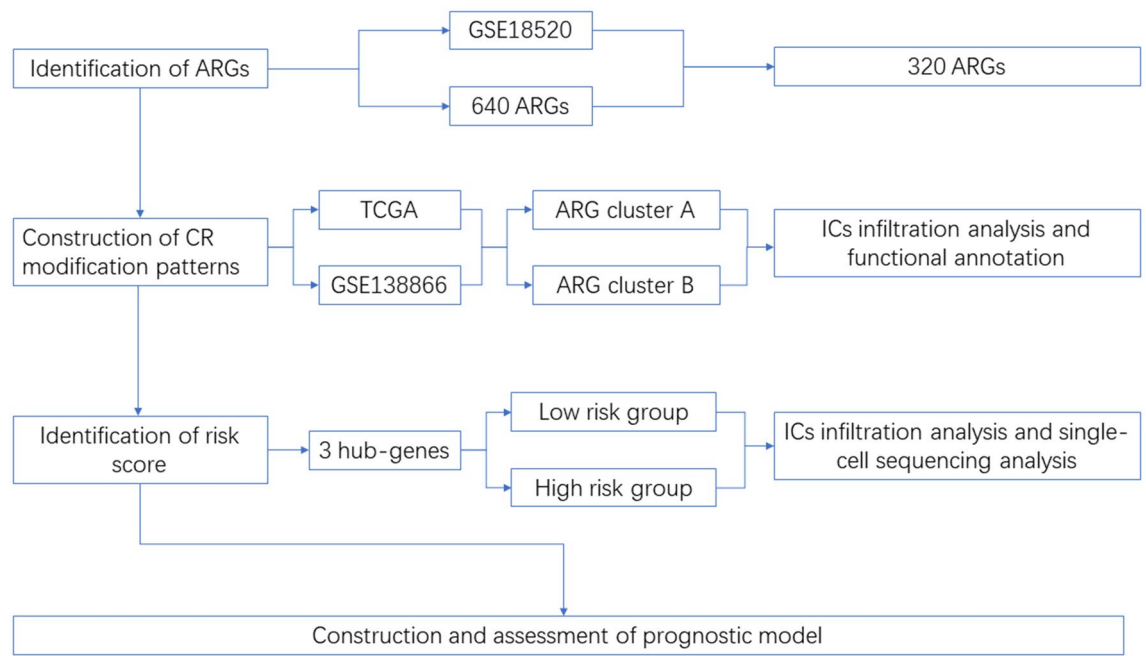 Identification of ARGs
GSE18520
640 ARGs
320 ARGs
Construction of CR
modification patterns
TCGA
GSE138866
ARG cluster A
ARG cluster B
ICs infiltration analysis and
functional annotation
Identification of risk
score
3 hub-genes
Low risk group
High risk group
ICs infiltration analysis and single-
cell sequencing analysis
Construction and assessment of prognostic model